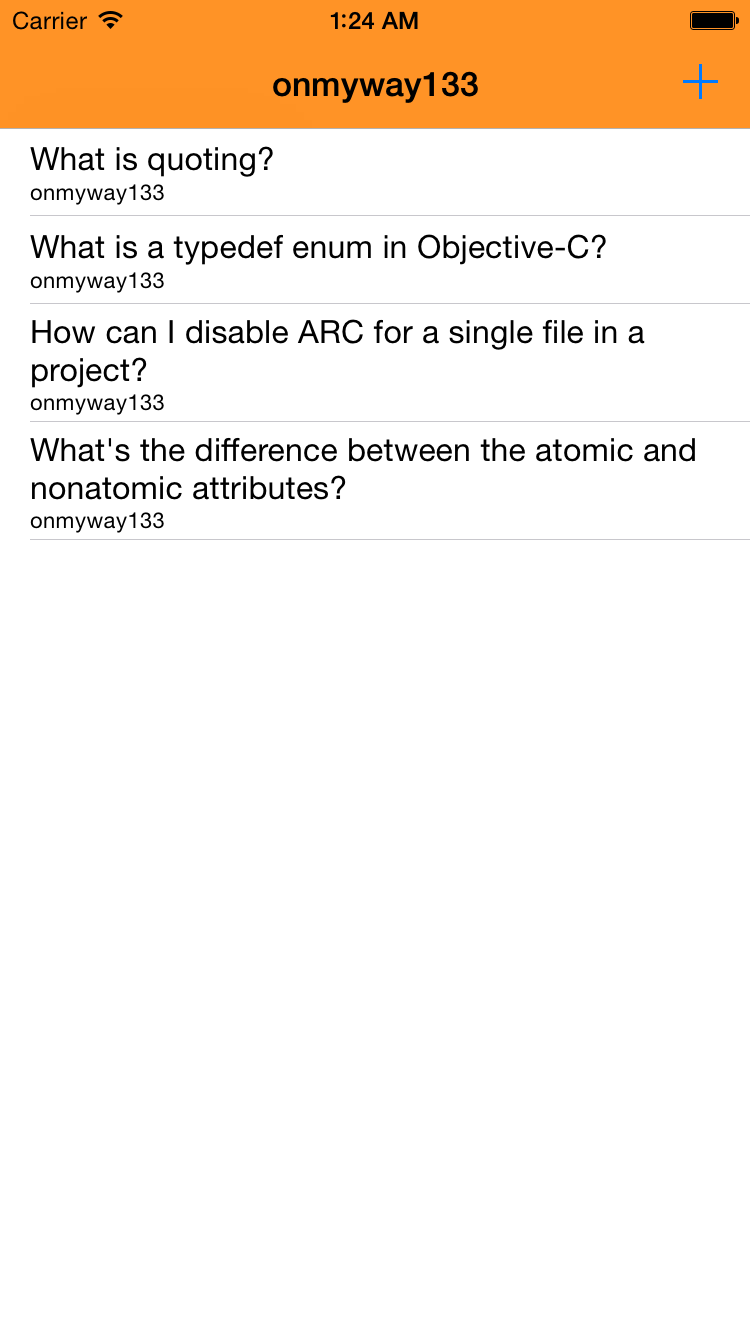 Carrier 1:24 AM
onmyway133
What is quoting?
onmyway133
What is a typedef enum in Objective-C?
onmyway133
How can I disable ARC for a single file in a
project?
onmyway133
What's the difference between the atomic and
nonatomic attributes?
onmyway133